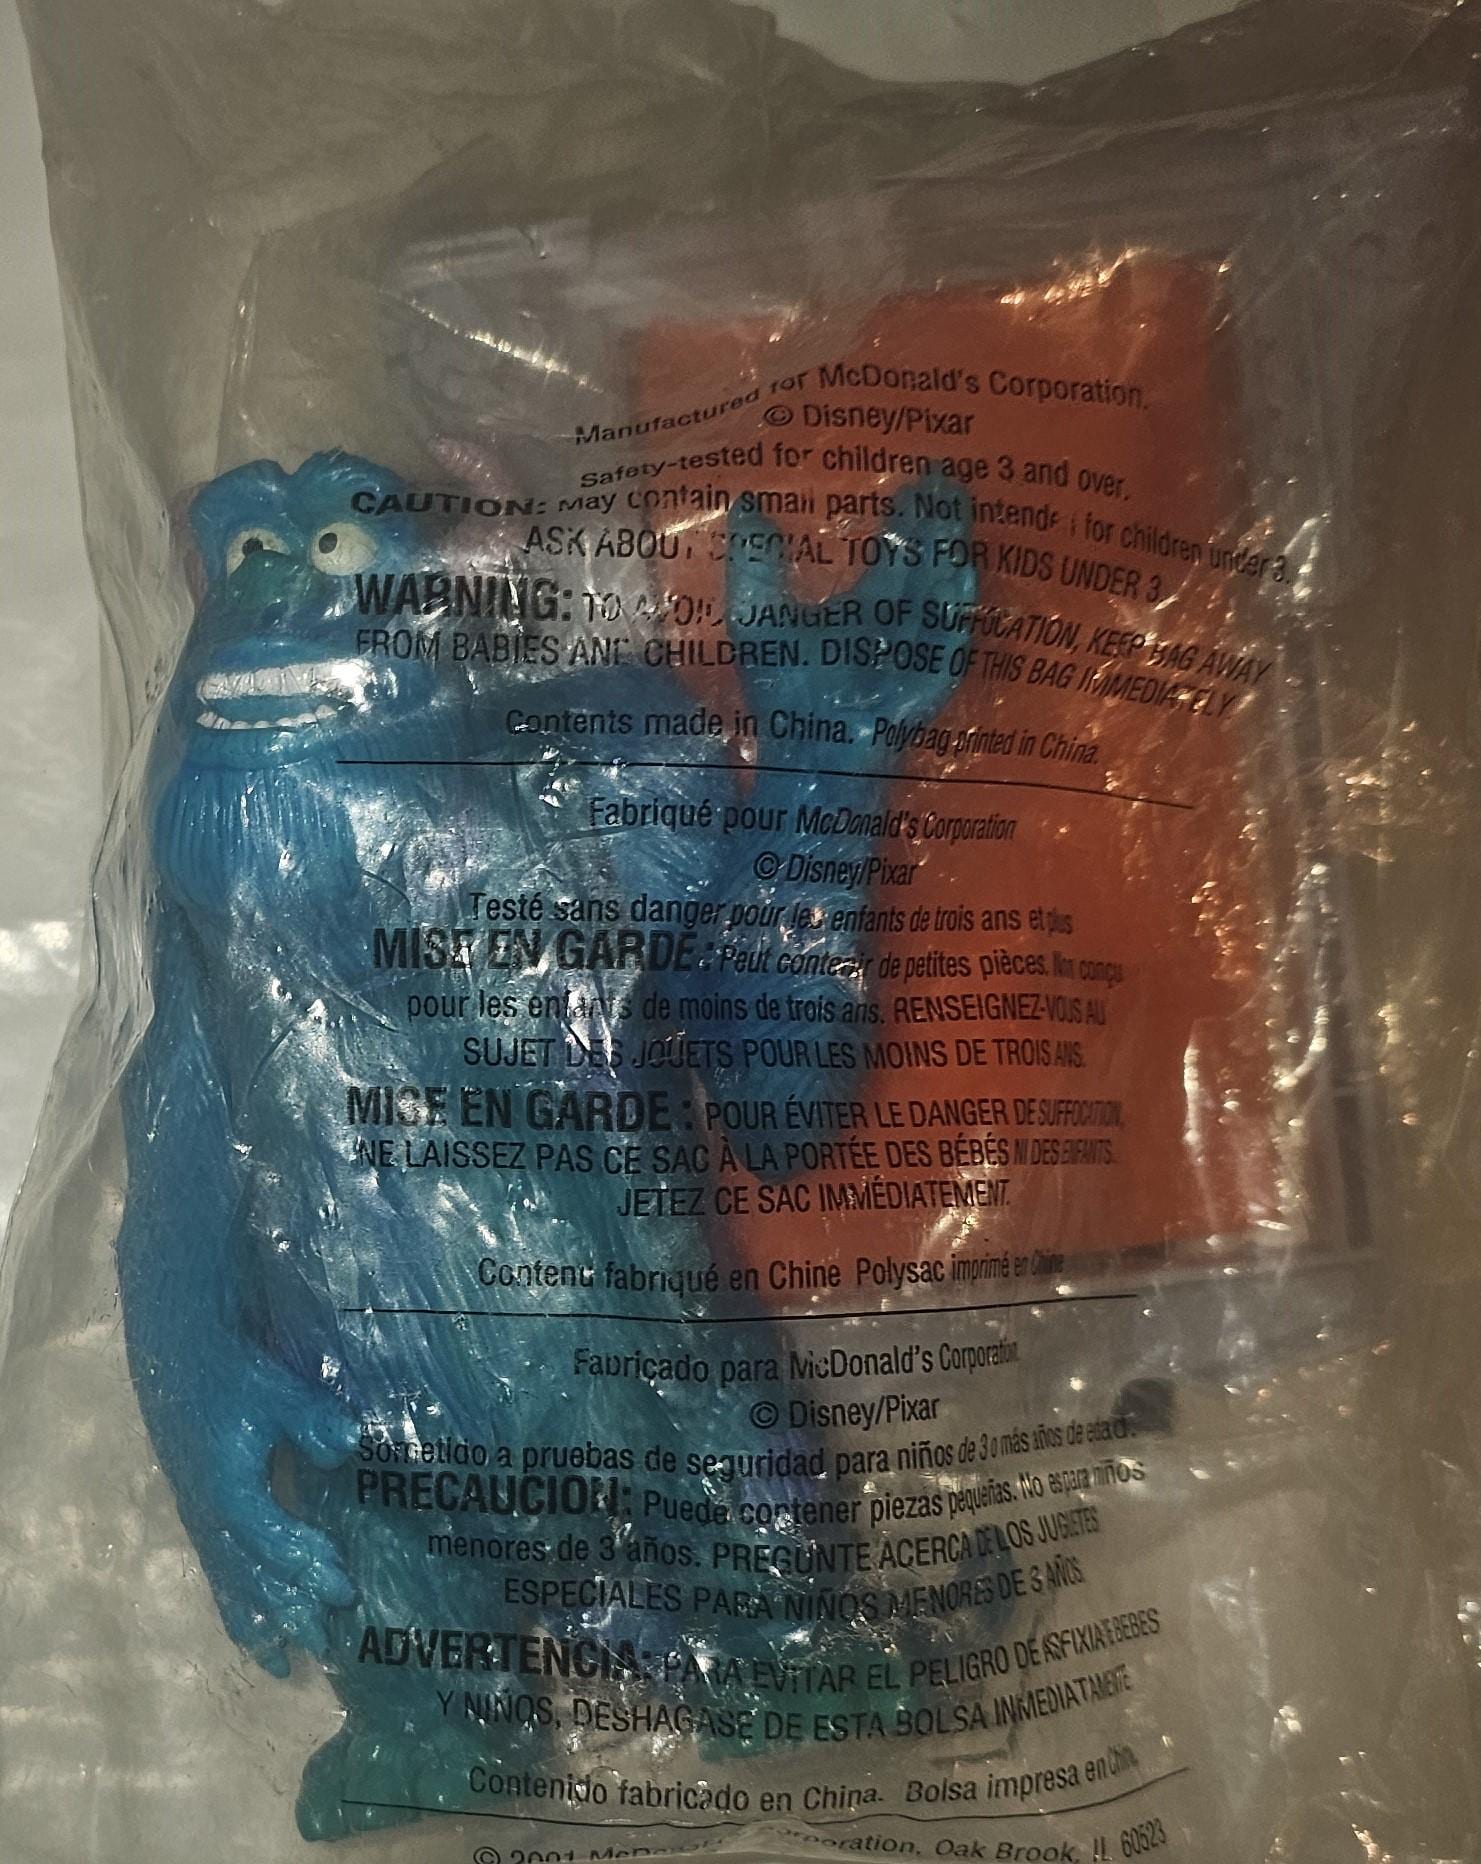 Manufactured for McDonald's Corporation.
© Disney/Pixar
Safety-tested for children age 3 and over.
CAUTION: May contain small parts. Not intended for children under 3.
ASK ABOUT SPECIAL TOYS FOR KIDS UNDER 3.
WARNING: TO AVOID DANGER OF SUFFOCATION, KEEP BAG AWAY
FROM BABIES AND CHILDREN. DISPOSE OF THIS BAG IMMEDIATELY.
Contents made in China. Polybag printed in China.
Fabriqué pour McDonald's Corporation
© Disney/Pixar
Testé sans danger pour les enfants de trois ans et plus
MISE EN GARDE : Peut contenir de petites pièces. Non conçu
pour les enfants de moins de trois ans. RENSEIGNEZ-VOUS AU
SUJET DES JOUETS POUR LES MOINS DE TROIS ANS.
MISE EN GARDE : POUR ÉVITER LE DANGER DE SUFFOCATION,
NE LAISSEZ PAS CE SAC À LA PORTÉE DES BÉBÉS NI DES ENFANTS.
JETEZ CE SAC IMMÉDIATEMENT.
Contenu fabriqué en Chine Polysac imprimé en Chine
Fabricado para McDonald's Corporation
© Disney/Pixar
Sometido a pruebas de seguridad para niños de 3 o más años de edad.
PRECAUCION: Puede contener piezas pequeñas. No es para niños
menores de 3 años. PREGUNTE ACERCA DE LOS JUGUETES
ESPECIALES PARA NIÑOS MENORES DE 3 AÑOS.
ADVERTENCIA: PARA EVITAR EL PELIGRO DE ASFIXIA BEBES
Y NIÑOS, DESHAGASE DE ESTA BOLSA INMEDIATAMENTE
Contenido fabricado en China. Bolsa impresa en China
© 2001 McDonald's Corporation, Oak Brook, IL 60523